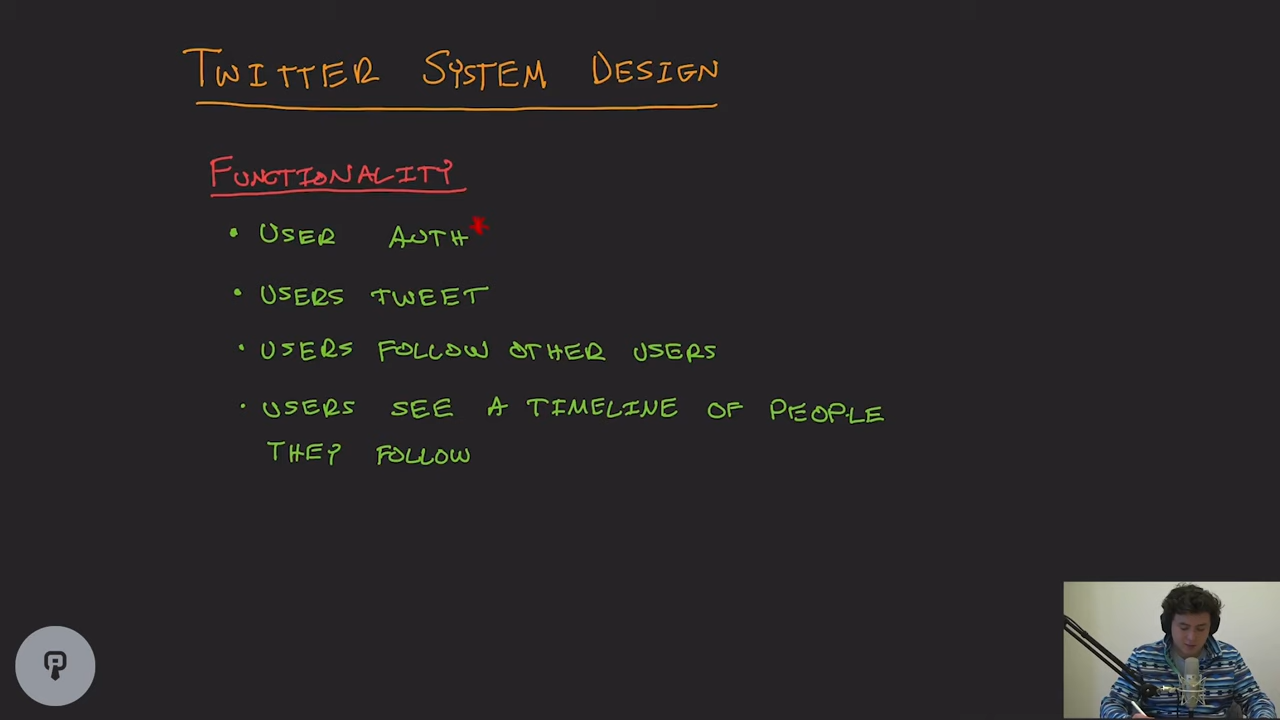 TWITTER SYSTEM DESIGN
FUNCTIONALITY
• USER AUTH*
• USERS TWEET
• USERS FOLLOW OTHER USERS
• USERS SEE A TIMELINE OF PEOPLE
THEY FOLLOW